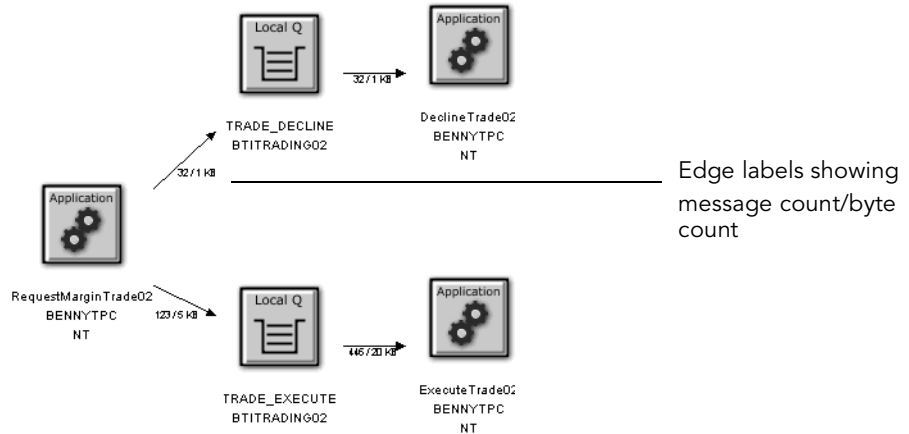 Local Q
Application
32/1 KB
TRADE_DECLINE
BTITRADING02
DeclineTrade02
BENNYTPC
NT
32/1 KB
Edge labels showing
message count/byte
count
Application
RequestMarginTrade02
BENNYTPC
NT
123/5 KB
Local Q
Application
446/20 KB
TRADE_EXECUTE
BTITRADING02
ExecuteTrade02
BENNYTPC
NT